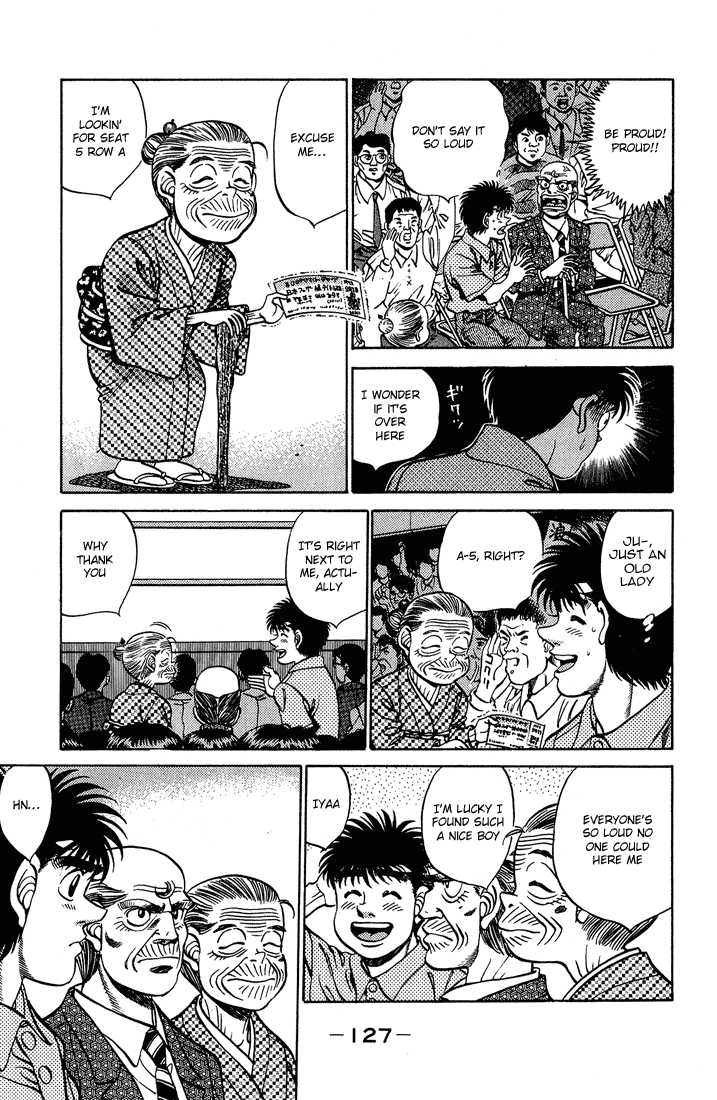 BE PROUD!
PROUD!!
DON'T SAY IT
SO LOUD
EXCUSE
ME...
I'M
LOOKIN'
FOR SEAT
5 ROW A
I WONDER
IF IT'S
OVER
HERE
ギクッ
JU-,
JUST AN
OLD
LADY
A-5, RIGHT?
IT'S RIGHT
NEXT TO
ME, ACTU-
ALLY
WHY
THANK
YOU
EVERYONE'S
SO LOUD NO
ONE COULD
HERE ME
I'M LUCKY I
FOUND SUCH
A NICE BOY
IYAA
HN...
-127-